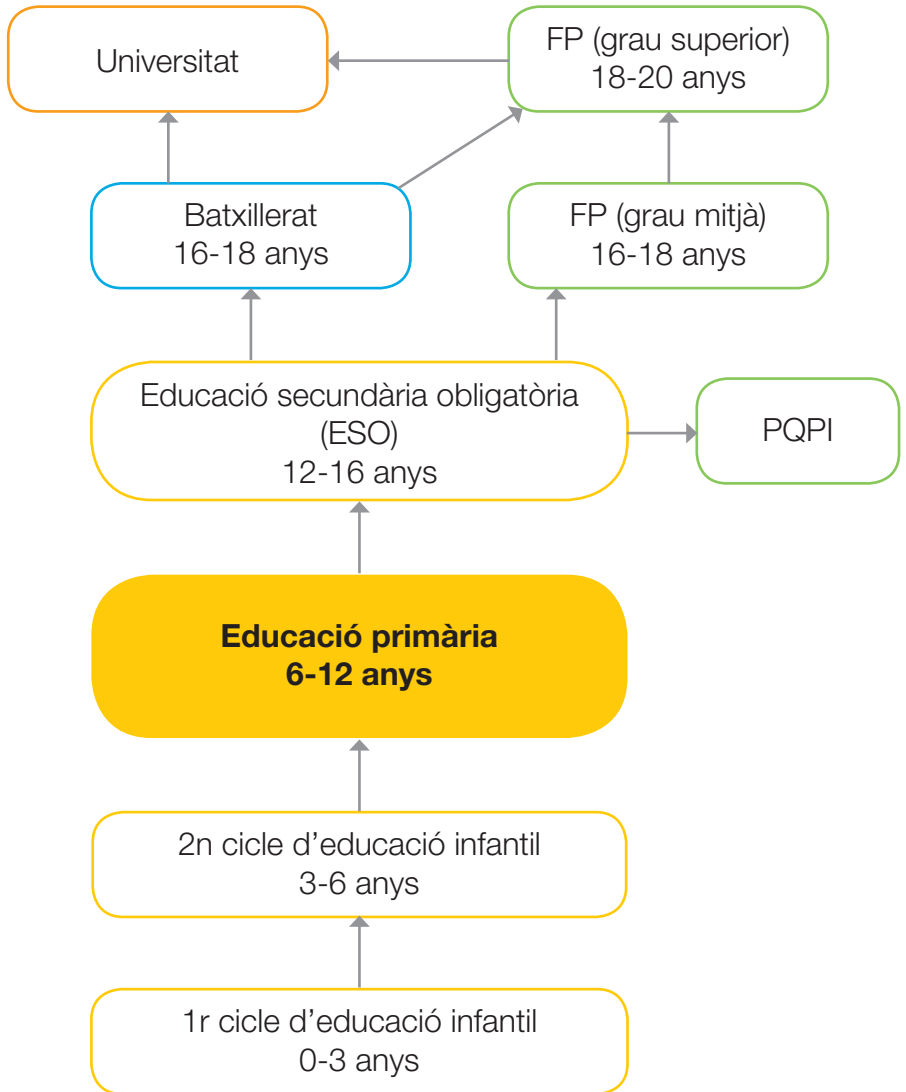 Universitat
FP (grau superior)
18-20 anys
Batxillerat
16-18 anys
FP (grau mitjà)
16-18 anys
Educació secundària obligatòria
(ESO)
12-16 anys
PQPI
Educació primària
6-12 anys
2n cicle d’educació infantil
3-6 anys
1r cicle d’educació infantil
0-3 anys